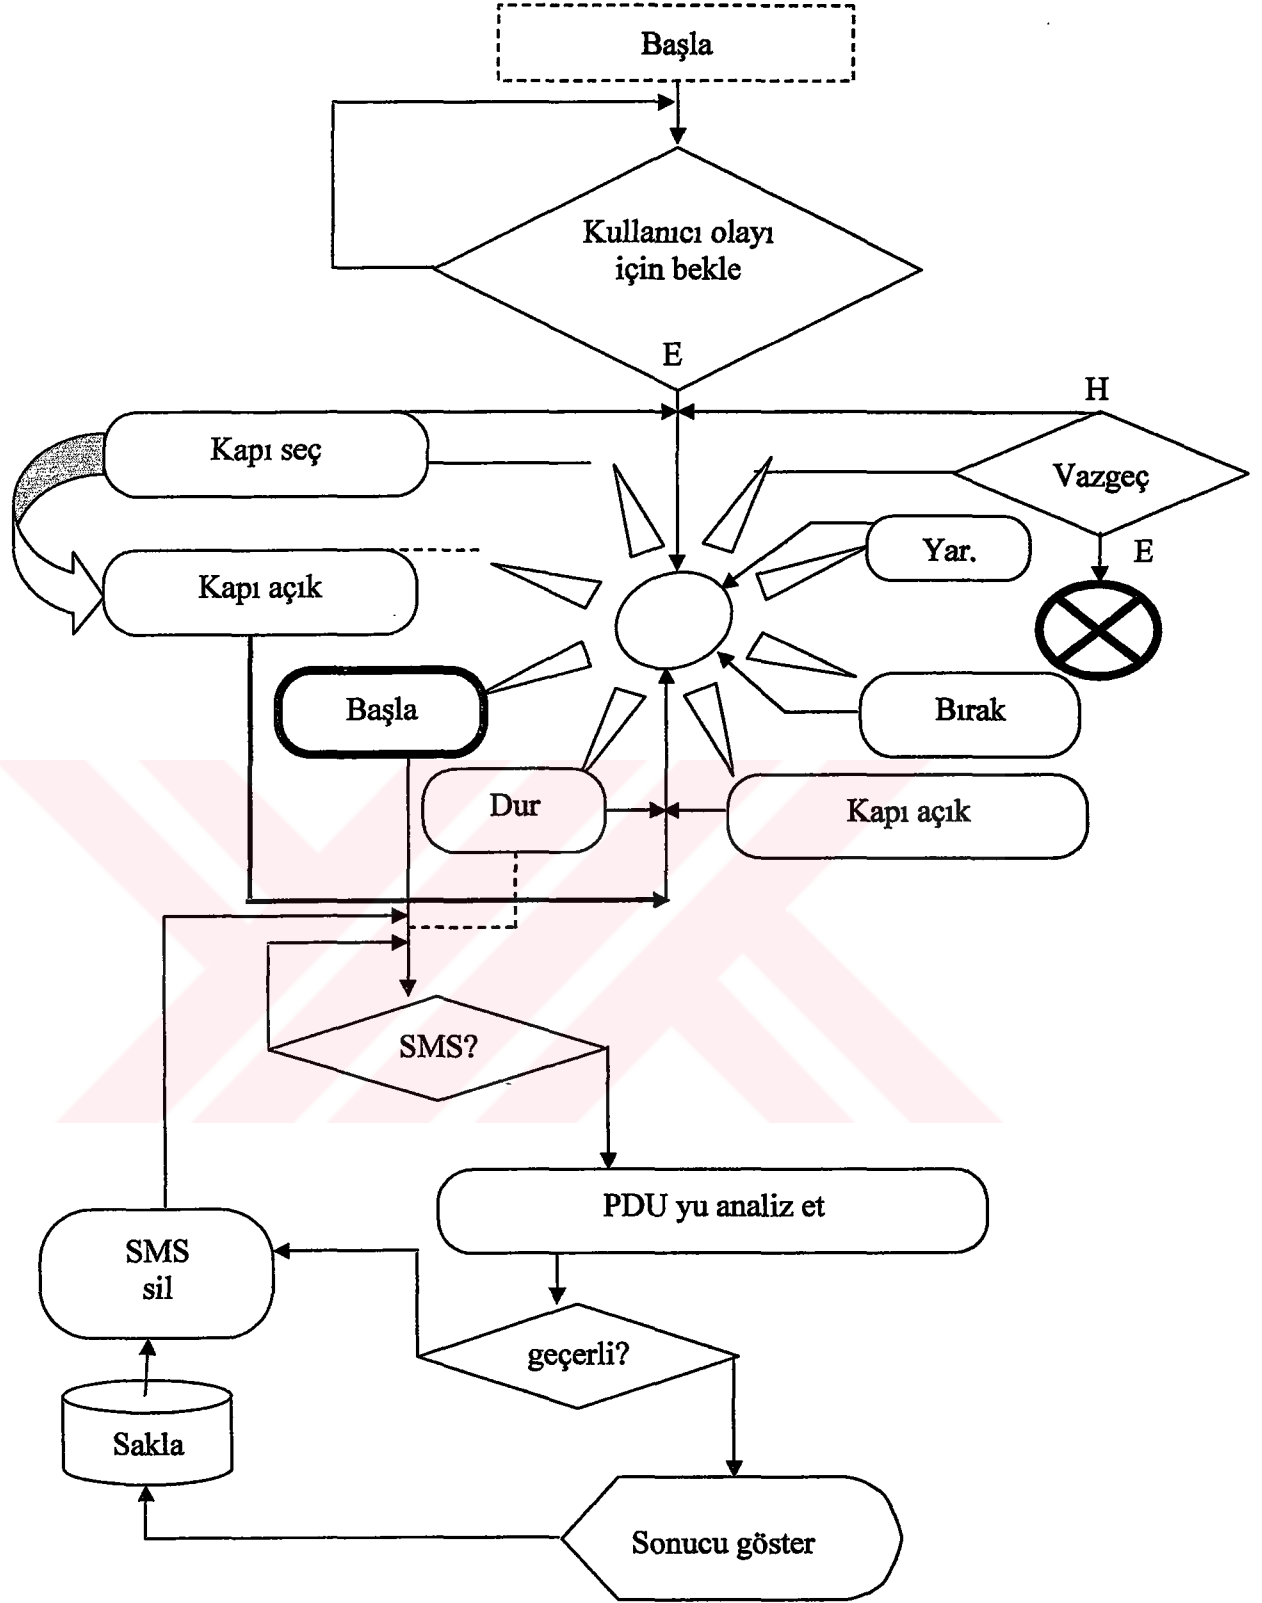 Başla
Kullanıcı olayı
için bekle
E
H
Kapı seç
Vazgeç
Yar.
E
Kapı açık
Başla
Bırak
Dur
Kapı açık
SMS?
PDU yu analiz et
SMS
sil
geçerli?
Sakla
Sonucu göster